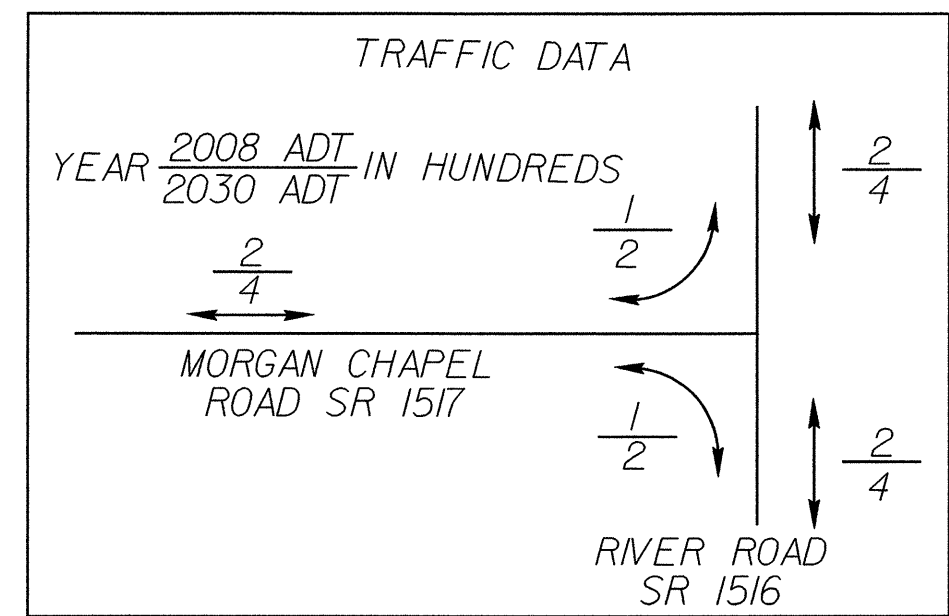 TRAFFIC DATA
YEAR 2008 ADT / 2030 ADT IN HUNDREDS
2
4
1
2
2
4
MORGAN CHAPEL
ROAD SR 1517
1
2
2
4
RIVER ROAD
SR 1516